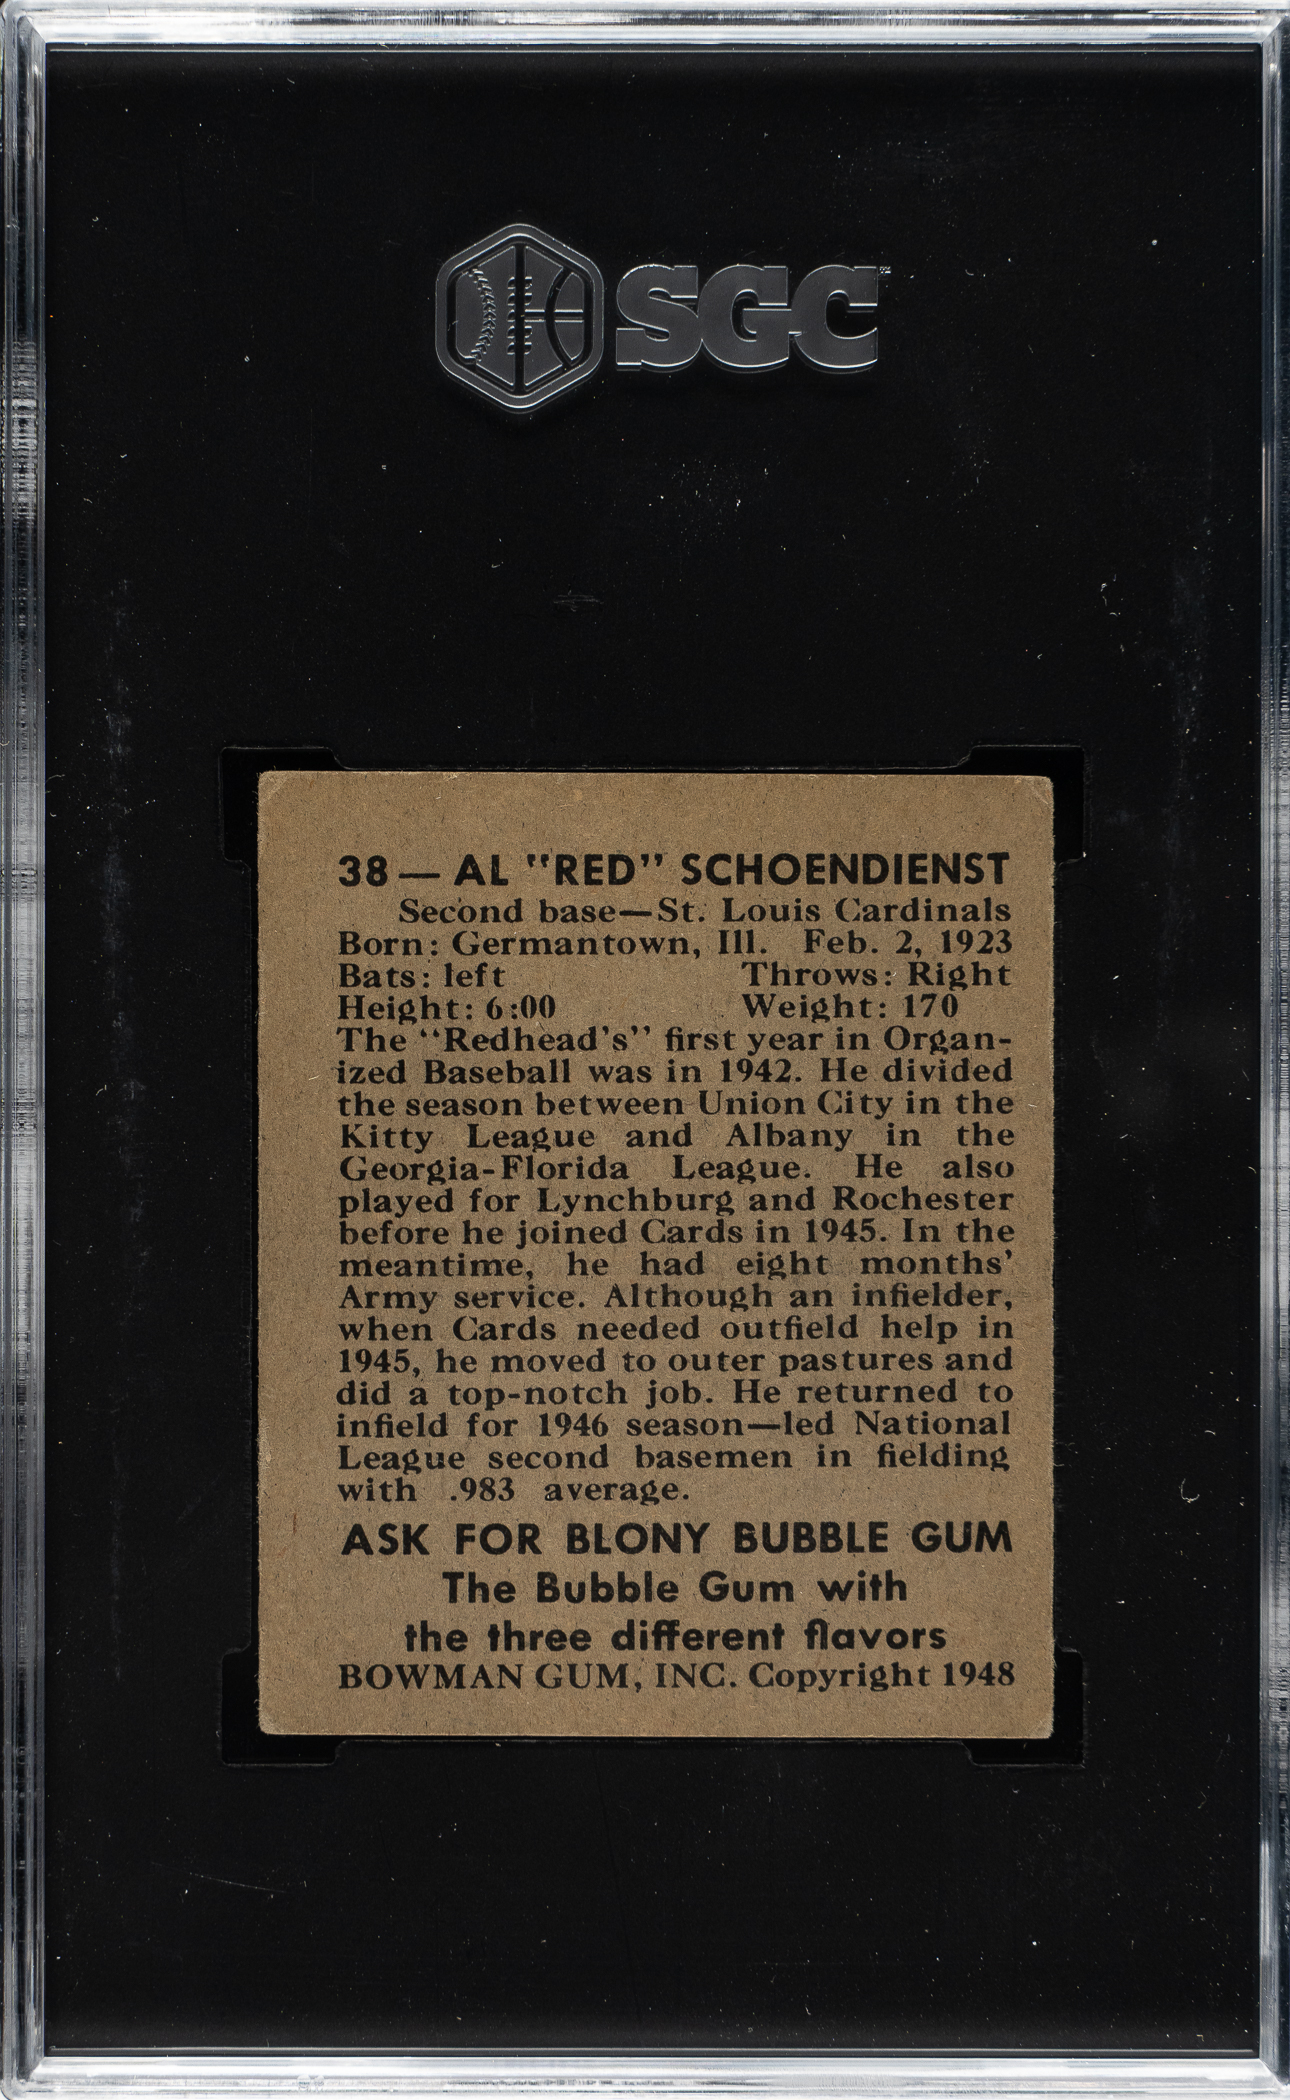 SGC
38 — AL "RED" SCHOENDIENST
Second base—St. Louis Cardinals
Born: Germantown, Ill. Feb. 2, 1923
Bats: left Throws: Right
Height: 6:00 Weight: 170
The "Redhead's" first year in Organ-
ized Baseball was in 1942. He divided
the season between Union City in the
Kitty League and Albany in the
Georgia-Florida League. He also
played for Lynchburg and Rochester
before he joined Cards in 1945. In the
meantime, he had eight months'
Army service. Although an infielder,
when Cards needed outfield help in
1945, he moved to outer pastures and
did a top-notch job. He returned to
infield for 1946 season—led National
League second basemen in fielding
with .983 average.
ASK FOR BLONY BUBBLE GUM
The Bubble Gum with
the three different flavors
BOWMAN GUM, INC. Copyright 1948